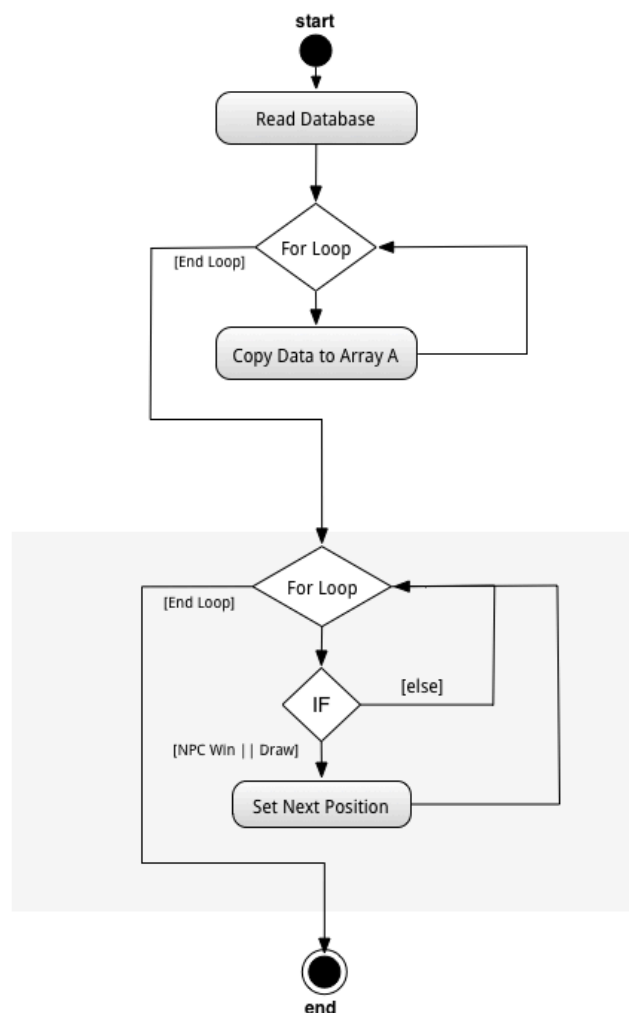 start
Read Database
For Loop
[End Loop]
Copy Data to Array A
For Loop
[End Loop]
IF
[else]
[NPC Win || Draw]
Set Next Position
end